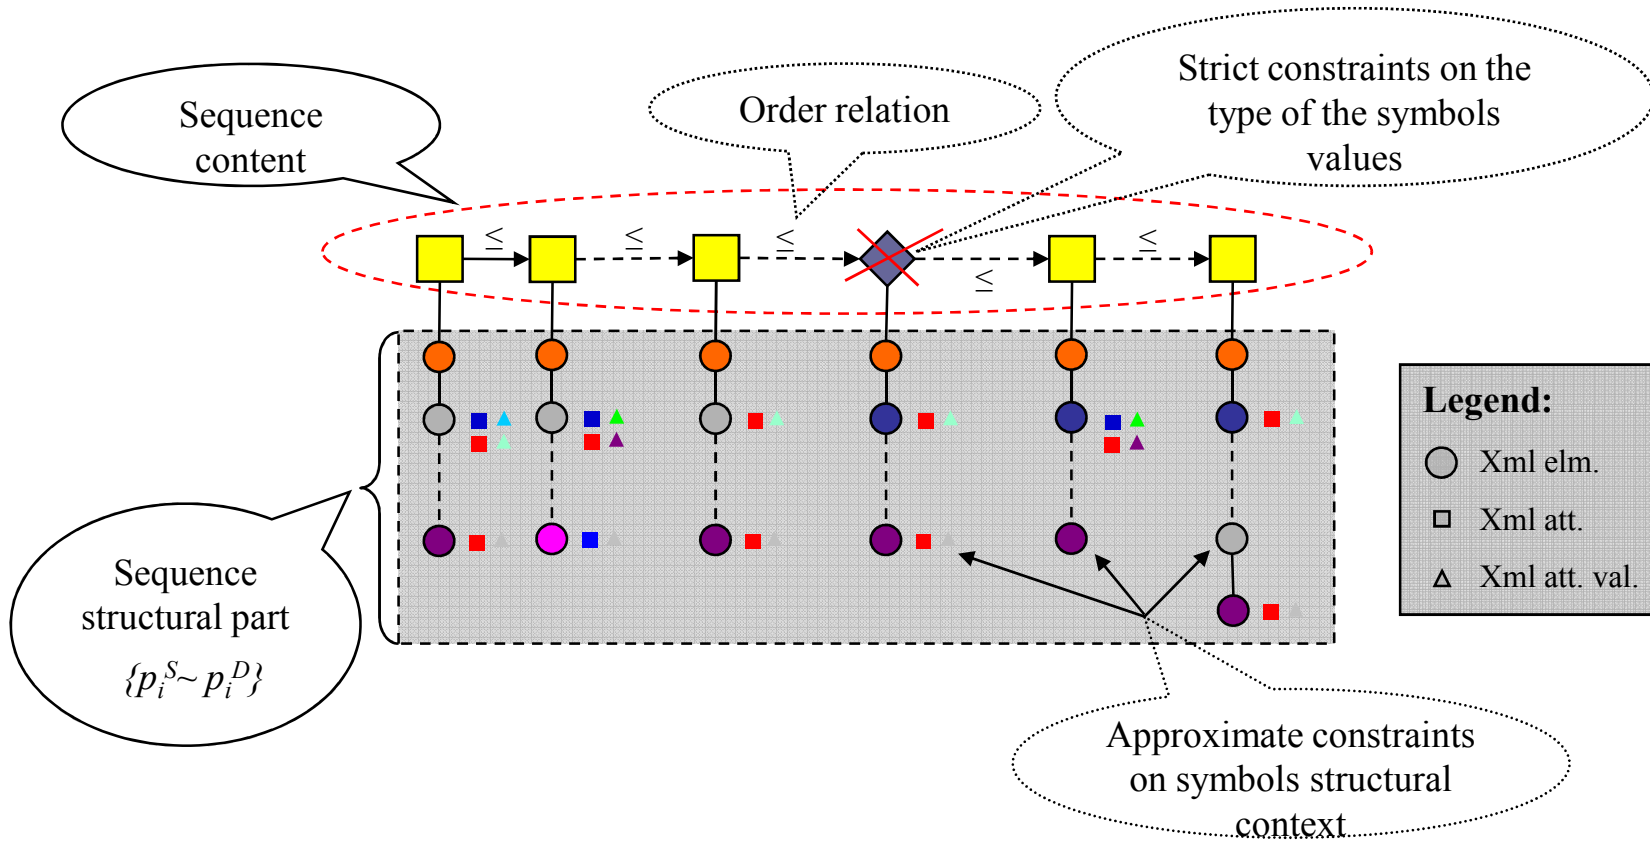 Sequence
content
Order relation
Strict constraints on the
type of the symbols
values
≤
≤
≤
≤
≤
Legend:
Xml elm.
Xml att.
Xml att. val.
Sequence
structural part
{p_i^S ~ p_i^D}
Approximate constraints
on symbols structural
context